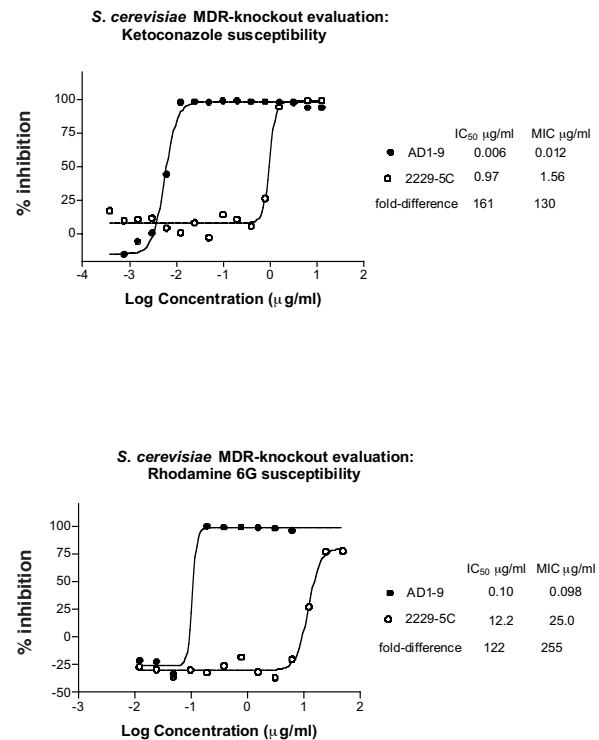 S. cerevisiae MDR-knockout evaluation:
Ketoconazole susceptibility
% inhibition
100
75
50
25
0
-4 -3 -2 -1 0 1 2
Log Concentration (μg/ml)
IC50 μg/ml MIC μg/ml
AD1-9 0.006 0.012
2229-5C 0.97 1.56
fold-difference 161 130
S. cerevisiae MDR-knockout evaluation:
Rhodamine 6G susceptibility
% inhibition
100
75
50
25
0
-25
-50
-3 -2 -1 0 1 2
Log Concentration (μg/ml)
IC50 μg/ml MIC μg/ml
AD1-9 0.10 0.098
2229-5C 12.2 25.0
fold-difference 122 255